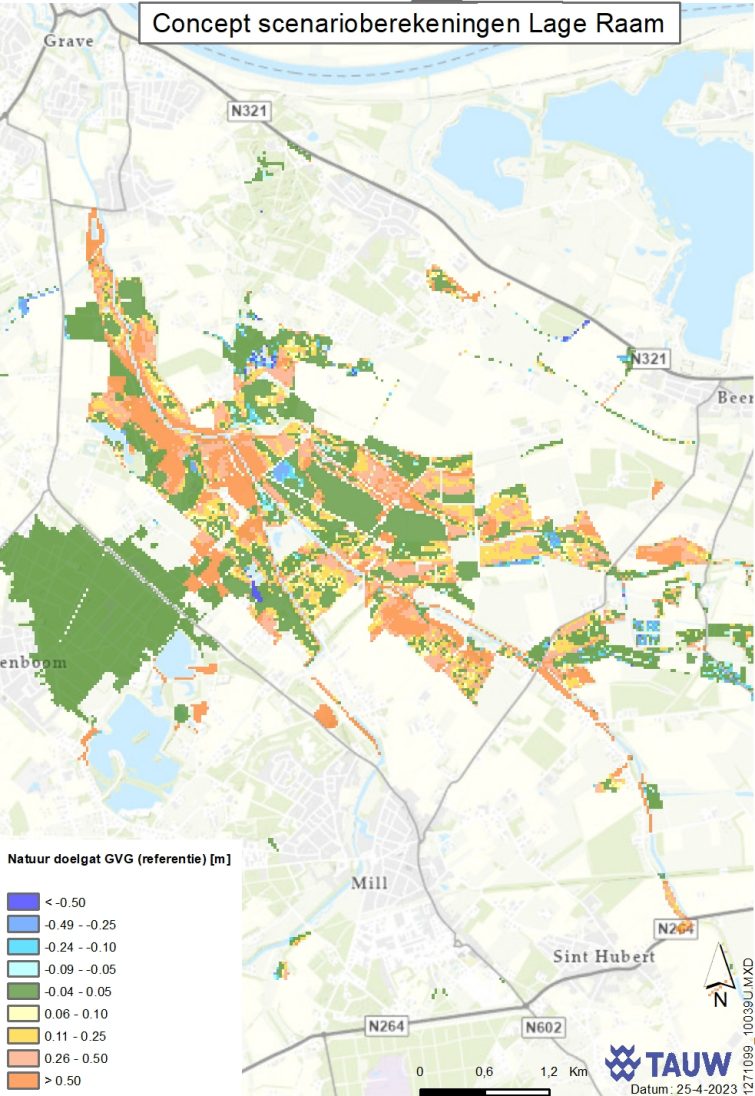 Concept scenarioberekeningen Lage Raam
Grave
N321
N321
Beer
enboom
Natuur doelgat GVG (referentie) [m]
< -0.50
-0.49 - -0.25
-0.24 - -0.10
-0.09 - -0.05
-0.04 - 0.05
0.06 - 0.10
0.11 - 0.25
0.26 - 0.50
> 0.50
Mill
N264
Sint Hubert
N
N264
N602
0 0,6 1,2 Km
TAUW
Datum: 25-4-2023
1271099_10039U.MXD